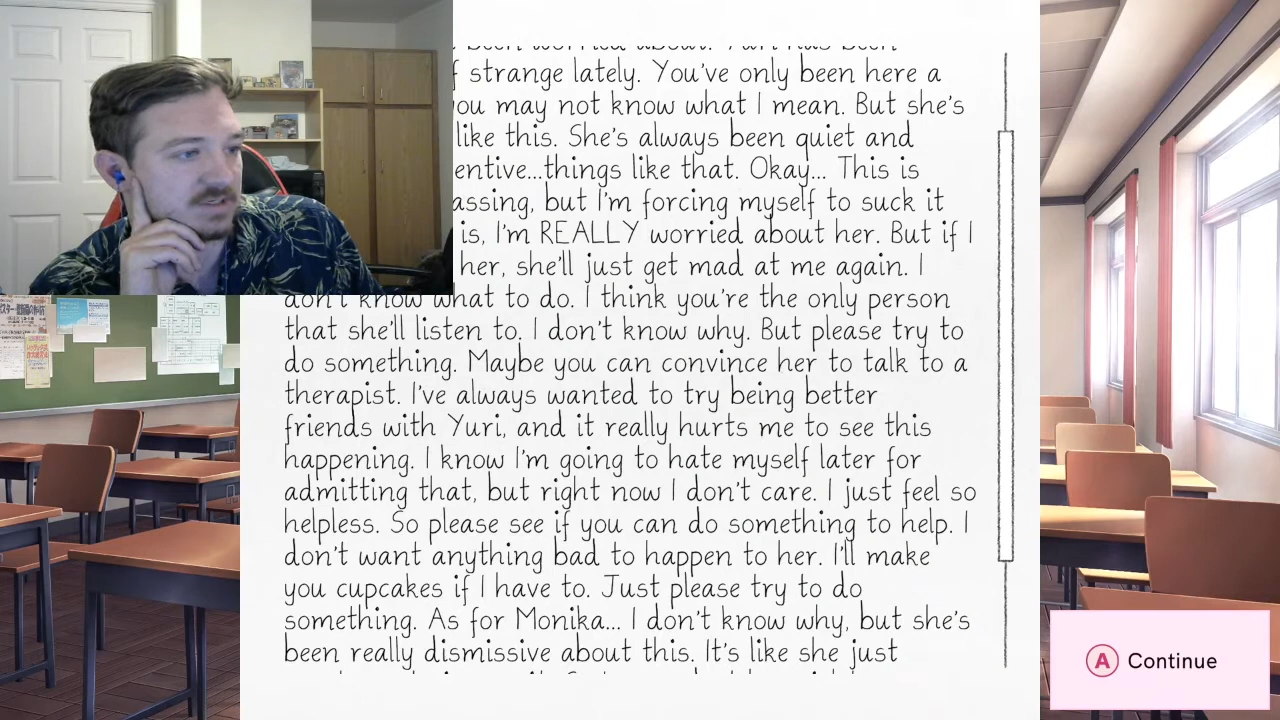 strange lately. You've only been here a
you may not know what I mean. But she's
like this. She's always been quiet and
entive...things like that. Okay... This is
assing, but I'm forcing myself to suck it
is, I'm REALLY worried about her. But if I
her, she'll just get mad at me again. I
don't know what to do. I think you're the only person
that she'll listen to. I don't know why. But please try to
do something. Maybe you can convince her to talk to a
therapist. I've always wanted to try being better
friends with Yuri, and it really hurts me to see this
happening. I know I'm going to hate myself later for
admitting that, but right now I don't care. I just feel so
helpless. So please see if you can do something to help. I
don't want anything bad to happen to her. I'll make
you cupcakes if I have to. Just please try to do
something. As for Monika... I don't know why, but she's
been really dismissive about this. It's like she just
A Continue